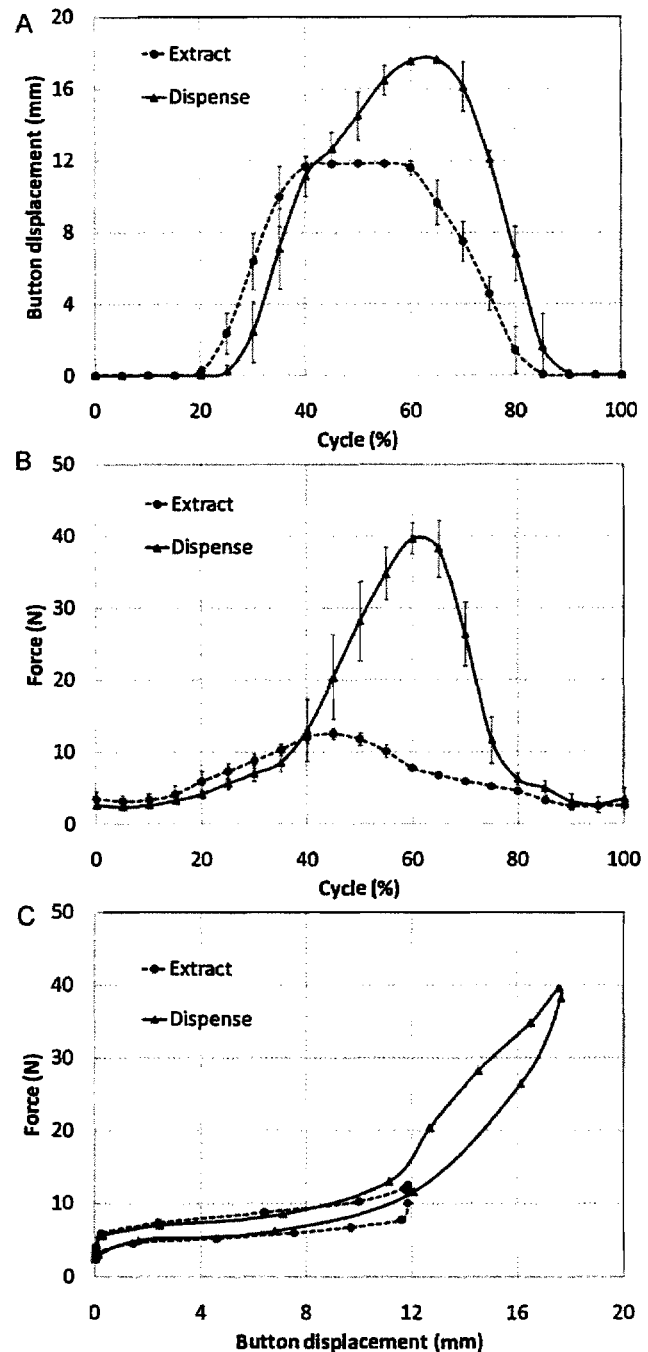 A
20
16
12
8
4
0
Button displacement (mm)
Extract
Dispense
0 20 40 60 80 100
Cycle (%)
B
50
40
30
20
10
0
Force (N)
Extract
Dispense
0 20 40 60 80 100
Cycle (%)
C
50
40
30
20
10
0
Force (N)
Extract
Dispense
0 4 8 12 16 20
Button displacement (mm)